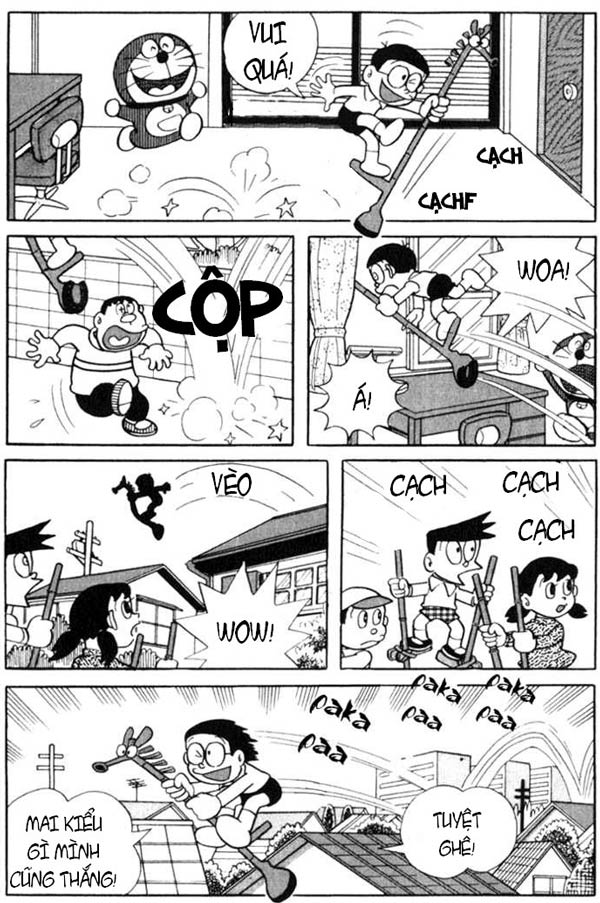 VUI
QUÁ!
CẠCH
CẠCHF
CỘP
WOA!
Á!
VÈO
WOW!
CẠCH
CẠCH
CẠCH
PAKA
PAA
PAKA
PAA
PAKA
PAA
MAI KIỂU
GÌ MÌNH
CŨNG THẮNG!
TUYỆT
GHÊ!